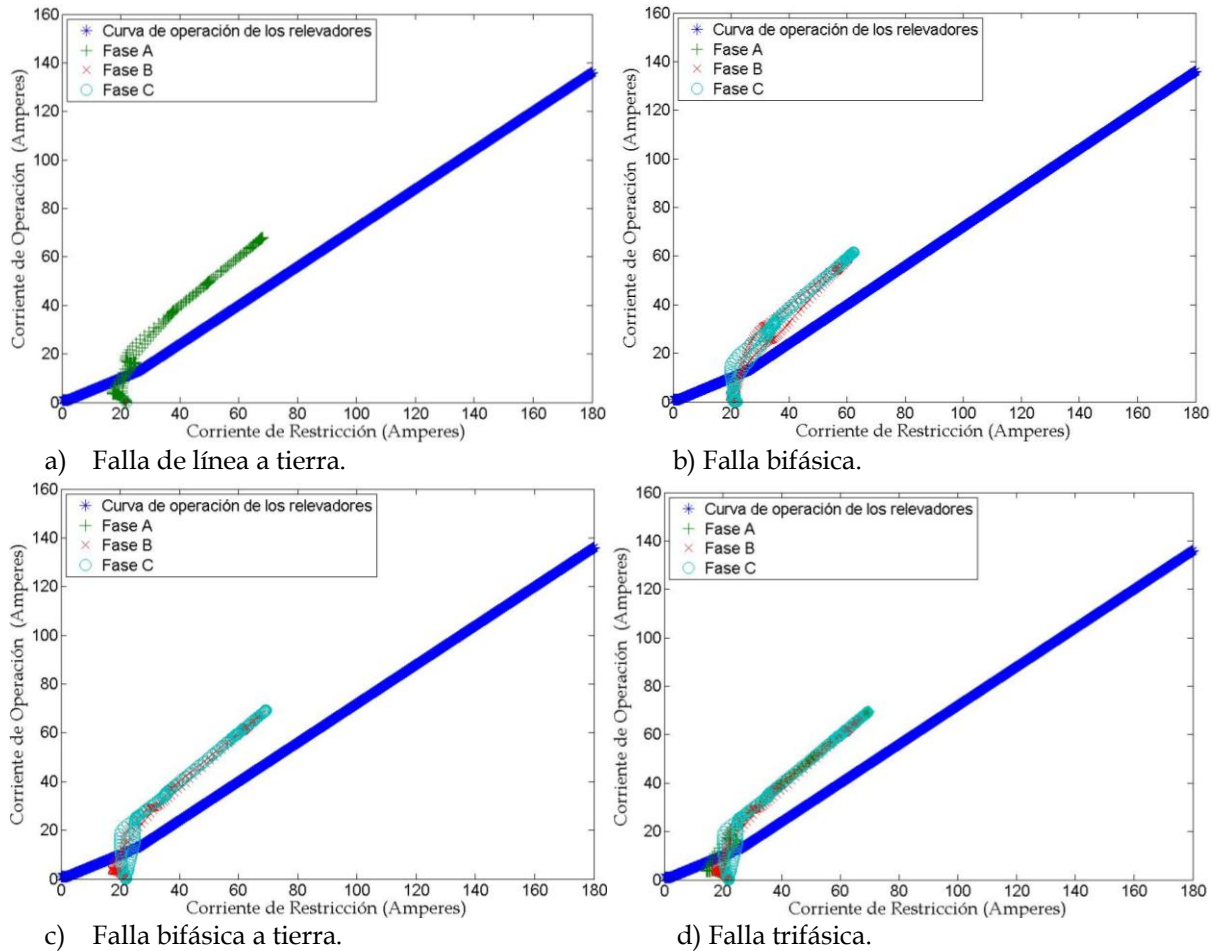 160
140
120
100
80
60
40
20
0
Corriente de Operación (Amperes)
Curva de operación de los relevadores
Fase A
Fase B
Fase C
0 20 40 60 80 100 120 140 160 180
Corriente de Restricción (Amperes)
a) Falla de línea a tierra.
160
140
120
100
80
60
40
20
0
Corriente de Operación (Amperes)
Curva de operación de los relevadores
Fase A
Fase B
Fase C
0 20 40 60 80 100 120 140 160 180
Corriente de Restricción (Amperes)
b) Falla bifásica.
160
140
120
100
80
60
40
20
0
Corriente de Operación (Amperes)
Curva de operación de los relevadores
Fase A
Fase B
Fase C
0 20 40 60 80 100 120 140 160 180
Corriente de Restricción (Amperes)
c) Falla bifásica a tierra.
160
140
120
100
80
60
40
20
0
Corriente de Operación (Amperes)
Curva de operación de los relevadores
Fase A
Fase B
Fase C
0 20 40 60 80 100 120 140 160 180
Corriente de Restricción (Amperes)
d) Falla trifásica.